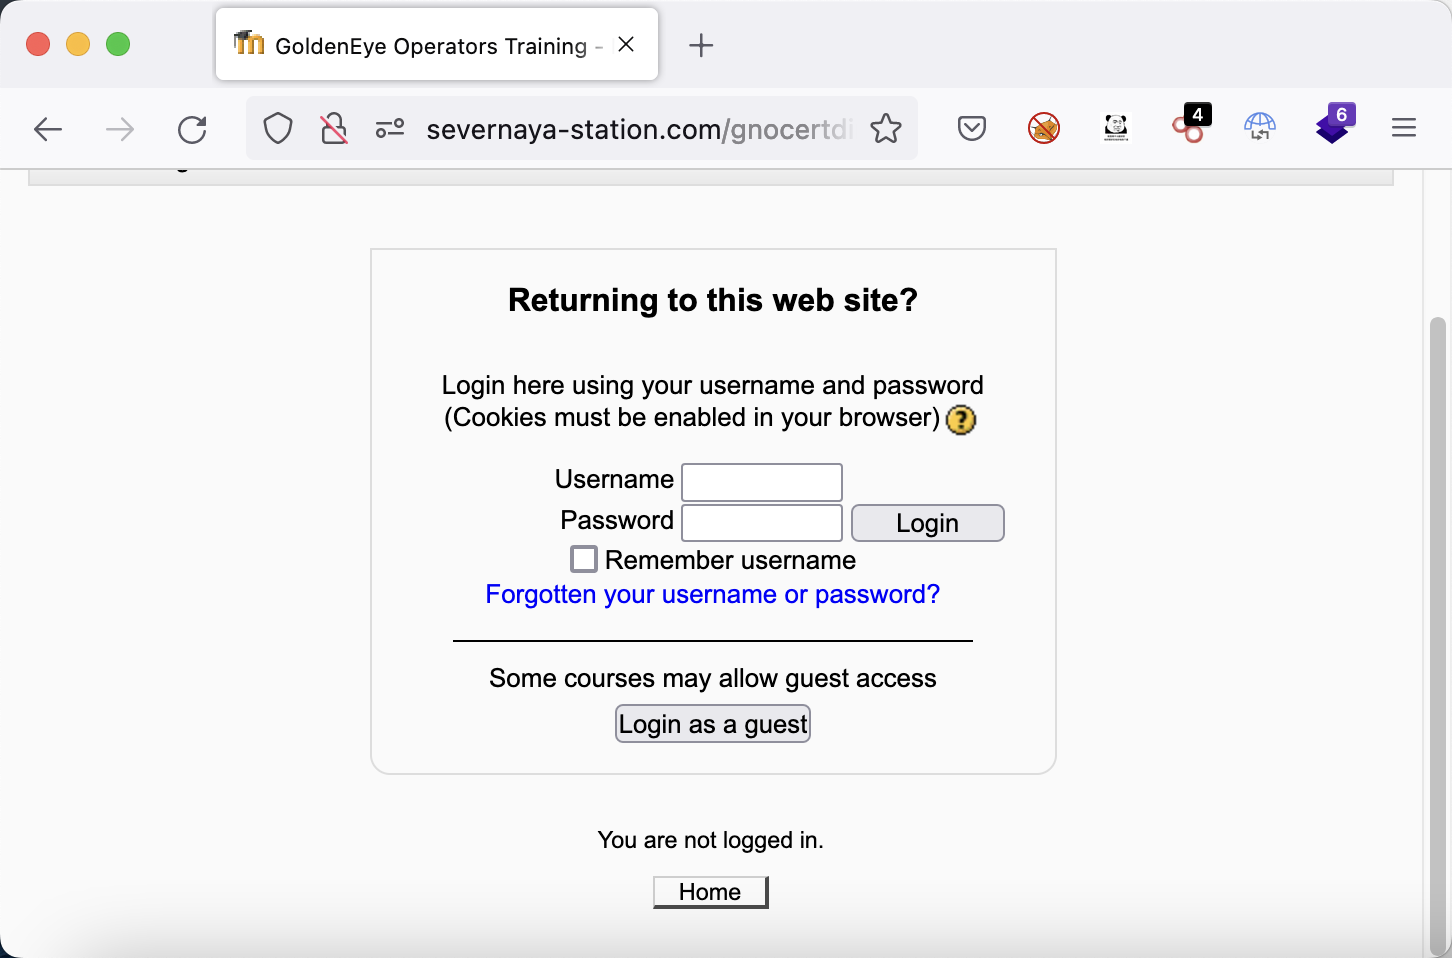 GoldenEye Operators Training -
severnaya-station.com/gnocertdi
4
6
Returning to this web site?
Login here using your username and password
(Cookies must be enabled in your browser)
Username
Password
Login
Remember username
Forgotten your username or password?
Some courses may allow guest access
Login as a guest
You are not logged in.
Home